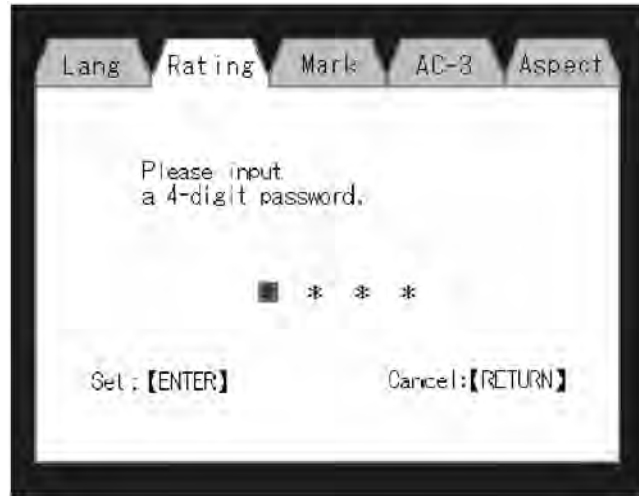 Lang Rating Mark AC-3 Aspect
Please input
a 4-digit password.
* * *
Set:【ENTER】 Cancel:【RETURN】